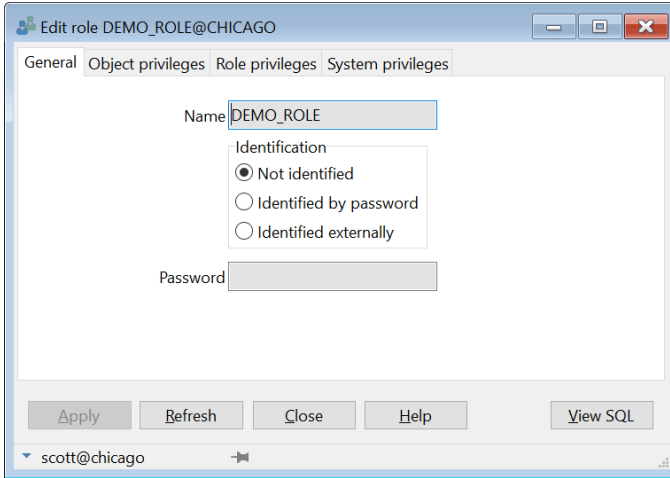 Edit role DEMO_ROLE@CHICAGO
General Object privileges Role privileges System privileges
Name DEMO_ROLE
Identification
Not identified
Identified by password
Identified externally
Password
Apply Refresh Close Help View SQL
scott@chicago